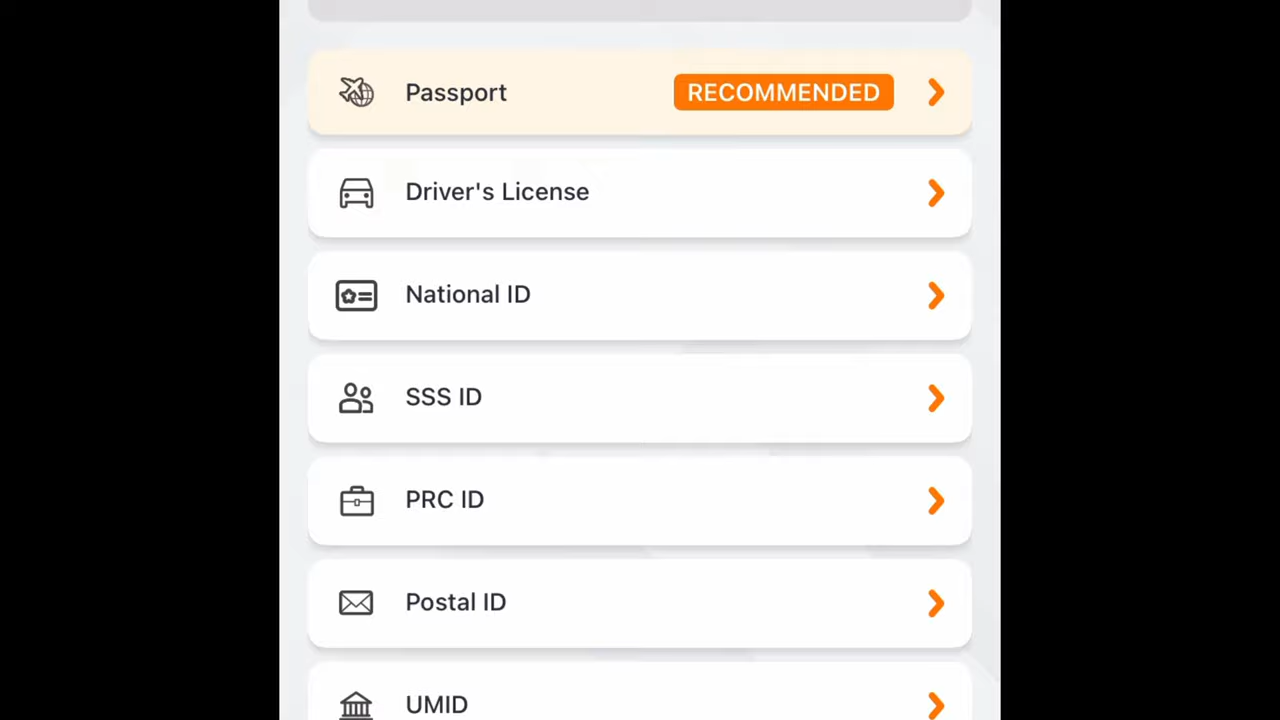 Passport RECOMMENDED
Driver's License
National ID
SSS ID
PRC ID
Postal ID
UMID